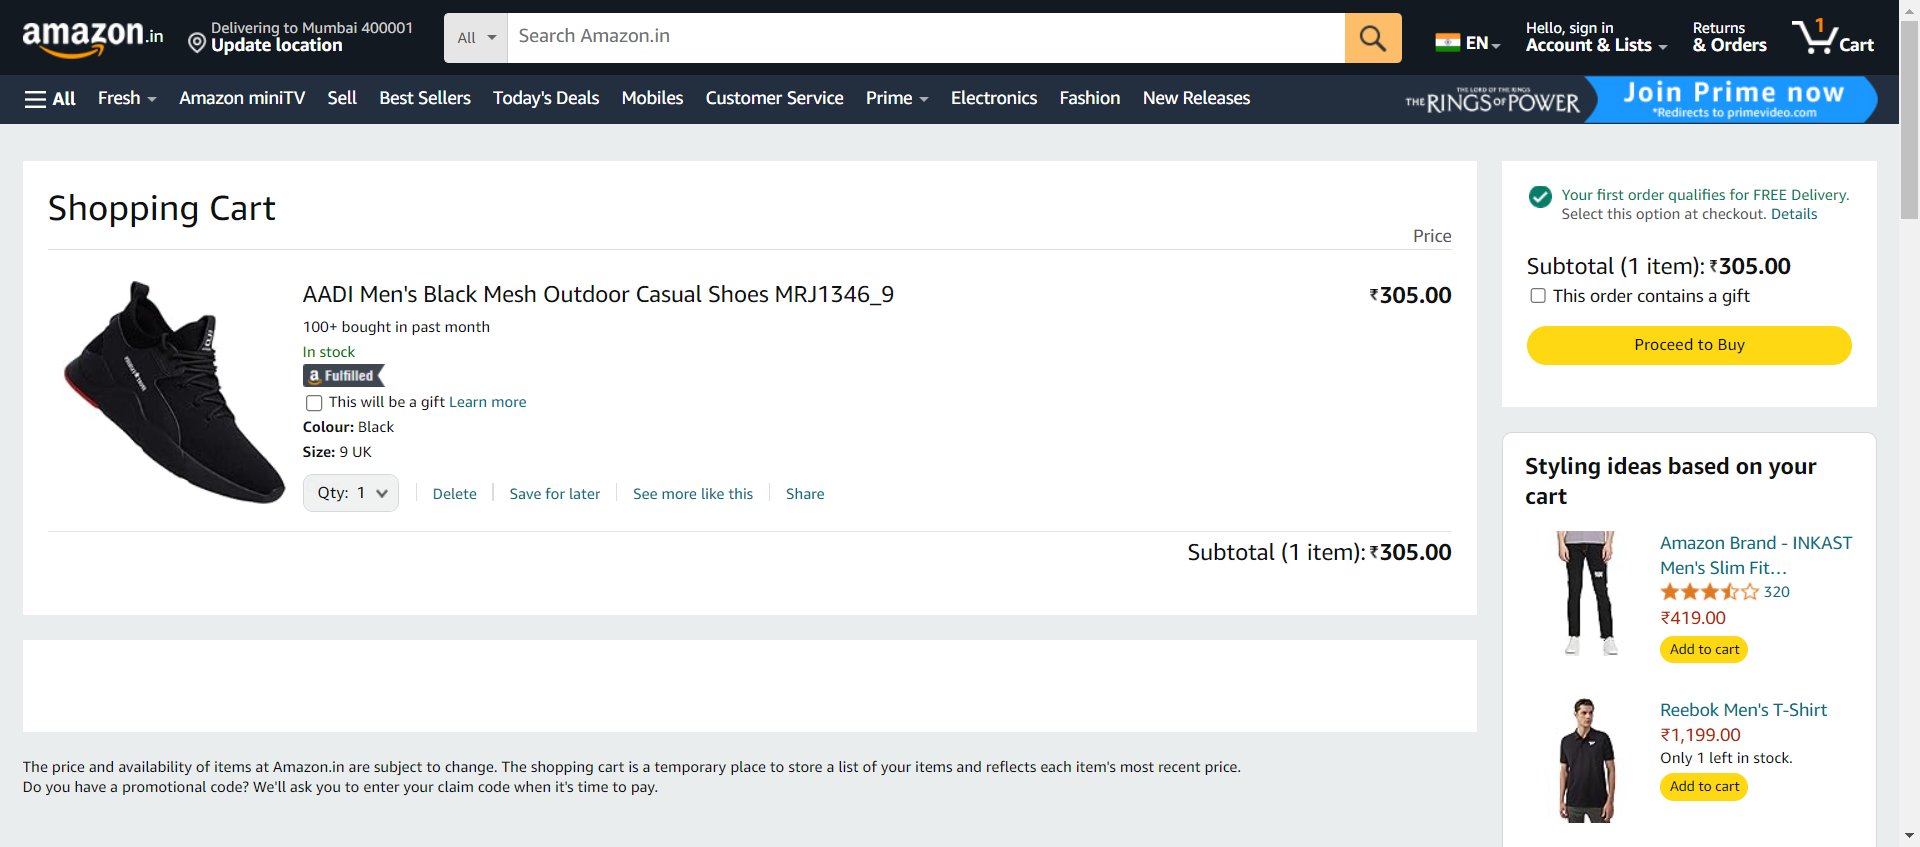 amazon.in
Delivering to Mumbai 400001
Update location
All
Search Amazon.in
EN
Hello, sign in
Account & Lists
Returns
& Orders
1
Cart
All
Fresh
Amazon miniTV
Sell
Best Sellers
Today's Deals
Mobiles
Customer Service
Prime
Electronics
Fashion
New Releases
THE LORD OF THE RINGS
THE RINGS OF POWER
Join Prime now
*Redirects to primevideo.com
Shopping Cart
Price
AADI Men's Black Mesh Outdoor Casual Shoes MRJ1346_9
₹305.00
100+ bought in past month
In stock
a Fulfilled
This will be a gift Learn more
Colour: Black
Size: 9 UK
Qty: 1
Delete
Save for later
See more like this
Share
Subtotal (1 item): ₹305.00
Your first order qualifies for FREE Delivery.
Select this option at checkout. Details
Subtotal (1 item): ₹305.00
This order contains a gift
Proceed to Buy
Styling ideas based on your
cart
Amazon Brand - INKAST
Men's Slim Fit…
320
₹419.00
Add to cart
Reebok Men's T-Shirt
₹1,199.00
Only 1 left in stock.
Add to cart
The price and availability of items at Amazon.in are subject to change. The shopping cart is a temporary place to store a list of your items and reflects each item's most recent price.
Do you have a promotional code? We'll ask you to enter your claim code when it's time to pay.